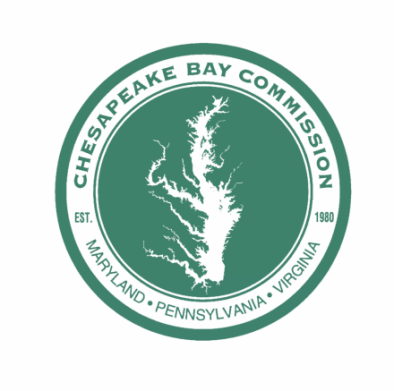 CHESAPEAKE BAY COMMISSION
EST. 1980
MARYLAND • PENNSYLVANIA • VIRGINIA